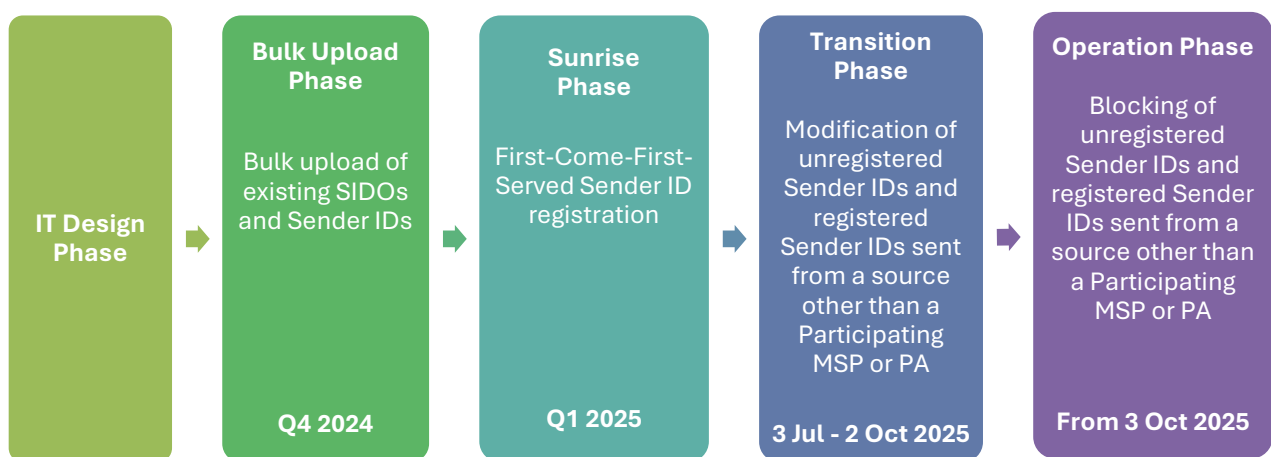 IT Design
Phase
Bulk Upload
Phase
Bulk upload of
existing SIDOs
and Sender IDs
Q4 2024
Sunrise
Phase
First-Come-First-
Served Sender ID
registration
Q1 2025
Transition
Phase
Modification of
unregistered
Sender IDs and
registered
Sender IDs sent
from a source
other than a
Participating
MSP or PA
3 Jul - 2 Oct 2025
Operation Phase
Blocking of
unregistered
Sender IDs and
registered Sender
IDs sent from a
source other than
a Participating
MSP or PA
From 3 Oct 2025